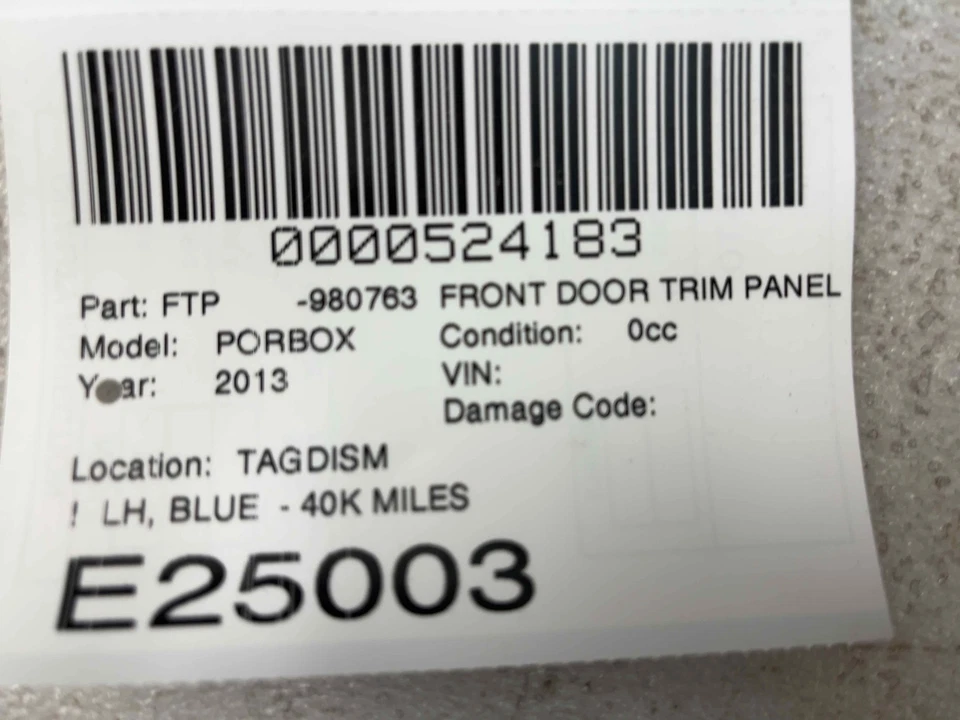 0000524183
Part: FTP -980763 FRONT DOOR TRIM PANEL
Model: PORBOX Condition: 0cc
Year: 2013 VIN:
Damage Code:
Location: TAGDISM
! LH, BLUE - 40K MILES
E25003